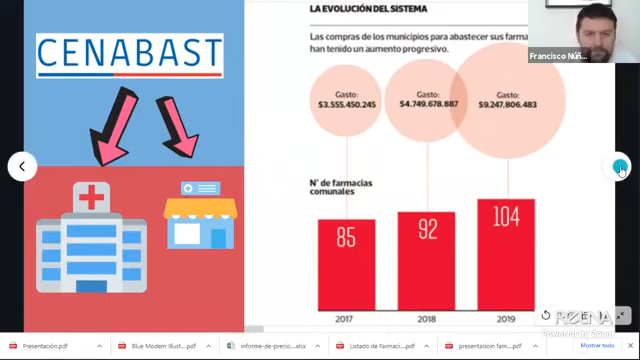 LA EVOLUCIÓN DEL SISTEMA
Las compras de los municipios para abastecer sus farma
han tenido un aumento progresivo.
Francisco Núñ...
CENABAST
Gasto:
$3.555.450.245
Gasto:
$4.749.678.887
Gasto:
$9.247.806.483
N° de farmacias
comunales
85
92
104
2017
2018
2019
Powered by Zoom
Presentación.pdf
Blue Modern Illust....pdf
informe-de-precio....xlsx
Listado de Farmaci....pdf
presentacion fam....pdf
Mostrar todo